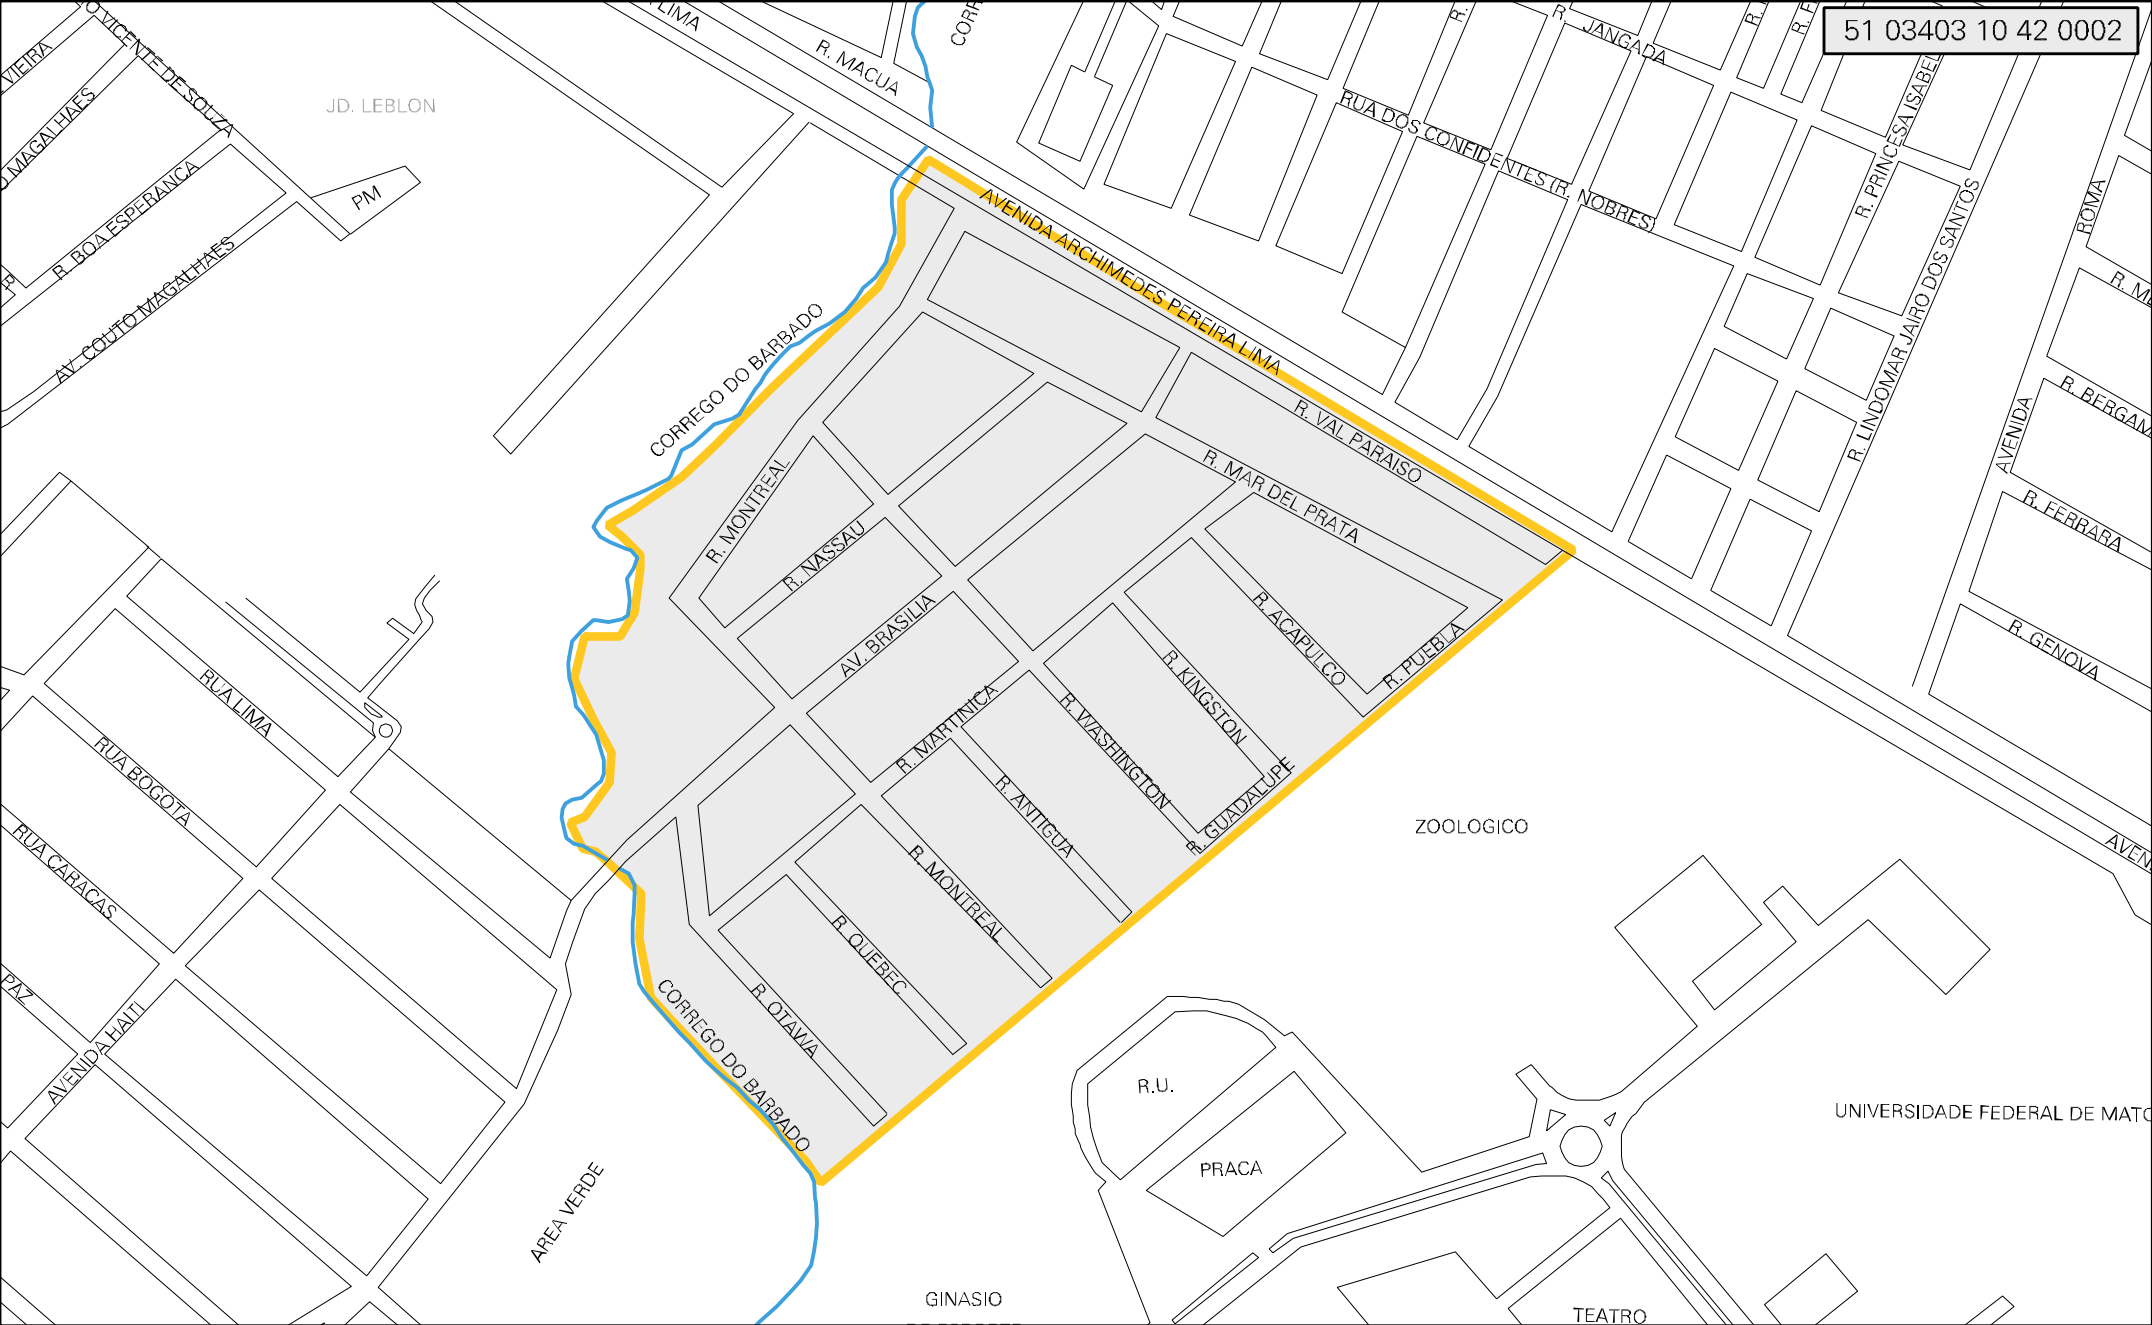 51 03403 10 42 0002
LIMA
R. MACUA
CORR
R. JANGADA
R.
R.
VICENTE DE SOUZA
VIEIRA
MAGALHAES
JD. LEBLON
PM
R. BOA ESPERANCA
AV. COUTO MAGALHAES
RUA DOS CONFIDENTES (R. NOBRES)
R. PRINCESA ISABEL
R. LINDOMAR JAIRO DOS SANTOS
AVENIDA
ROMA
R. BERGAM
R. FERRARA
R. GENOVA
AVENIDA ARCHIMEDES PEREIRA LIMA
R. VAL PARAISO
R. MAR DEL PRATA
CORREGO DO BARBADO
R. MONTREAL
R. NASSAU
AV. BRASILIA
R. MARTINICA
R. ACAPULCO
R. PUEBLA
R. KINGSTON
R. WASHINGTON
R. GUADALUPE
R. ANTIGUA
R. MONTREAL
R. QUEBEC
R. OTAWA
CORREGO DO BARBADO
RUA LIMA
RUA BOGOTA
RUA CARACAS
PAZ
AVENIDA HAITI
AREA VERDE
ZOOLOGICO
AVEN
R.U.
PRACA
UNIVERSIDADE FEDERAL DE MATO
GINASIO
TEATRO